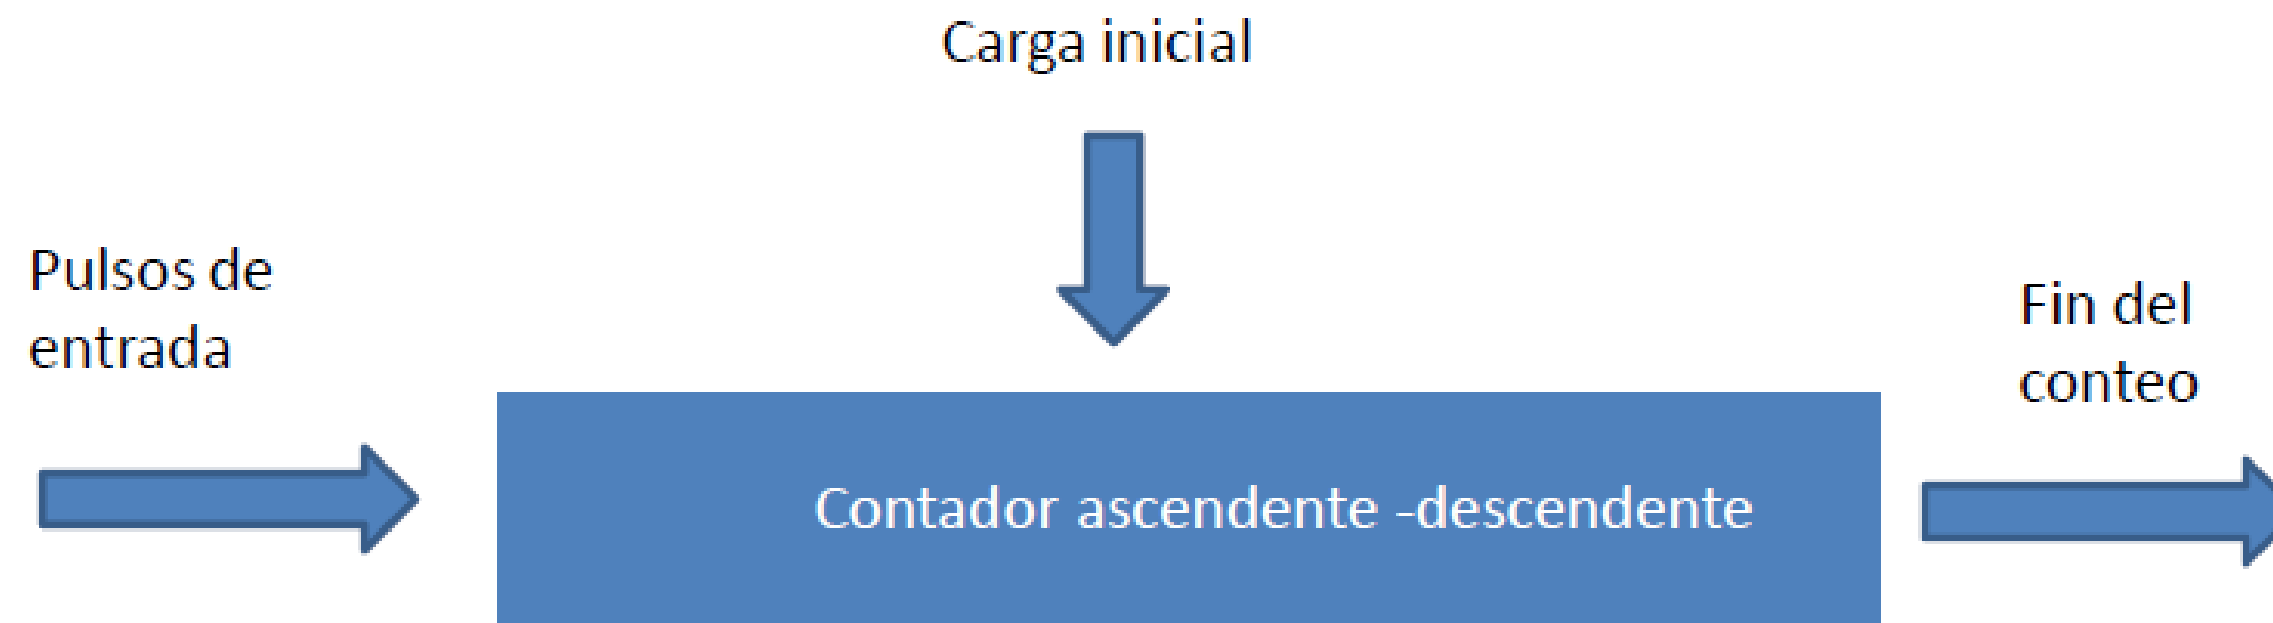 Carga inicial
Pulsos de
entrada
Fin del
conteo
Contador ascendente -descendente